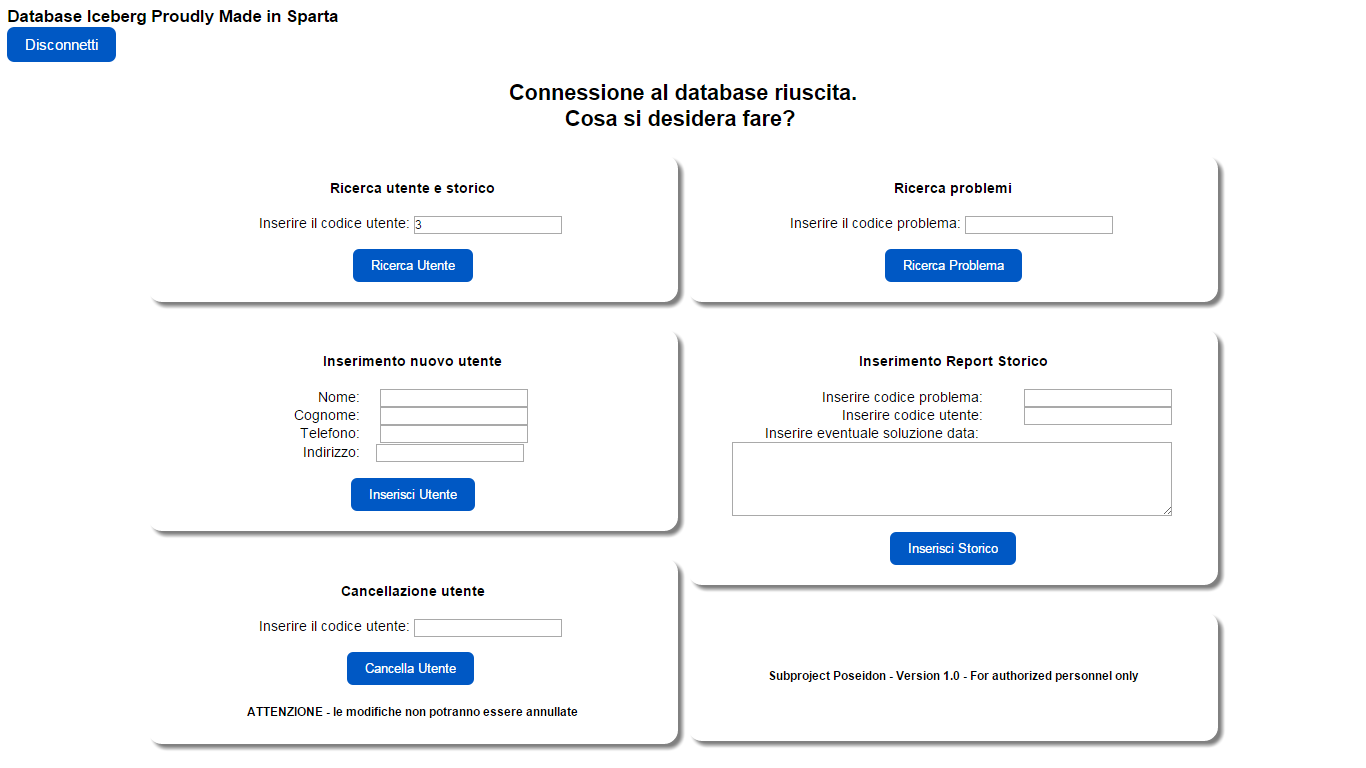 Database Iceberg Proudly Made in Sparta
Disconnetti
Connessione al database riuscita.
Cosa si desidera fare?
Ricerca utente e storico
Inserire il codice utente: 3
Ricerca Utente
Ricerca problemi
Inserire il codice problema:
Ricerca Problema
Inserimento nuovo utente
Nome:
Cognome:
Telefono:
Indirizzo:
Inserisci Utente
Inserimento Report Storico
Inserire codice problema:
Inserire codice utente:
Inserire eventuale soluzione data:
Inserisci Storico
Cancellazione utente
Inserire il codice utente:
Cancella Utente
ATTENZIONE - le modifiche non potranno essere annullate
Subproject Poseidon - Version 1.0 - For authorized personnel only